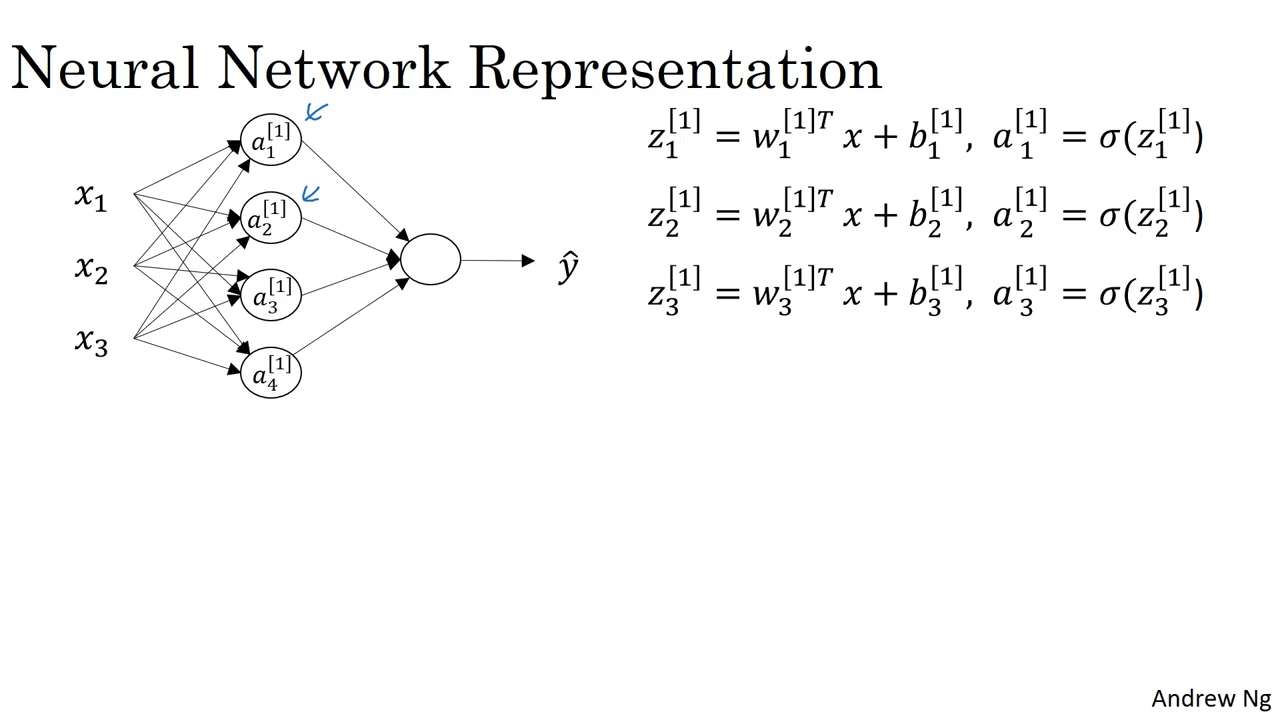 Neural Network Representation
x₁
x₂
x₃
a₁^[1]
a₂^[1]
a₃^[1]
a₄^[1]
ŷ
z₁^[1] = w₁^[1]T x + b₁^[1], a₁^[1] = σ(z₁^[1])
z₂^[1] = w₂^[1]T x + b₂^[1], a₂^[1] = σ(z₂^[1])
z₃^[1] = w₃^[1]T x + b₃^[1], a₃^[1] = σ(z₃^[1])
Andrew Ng